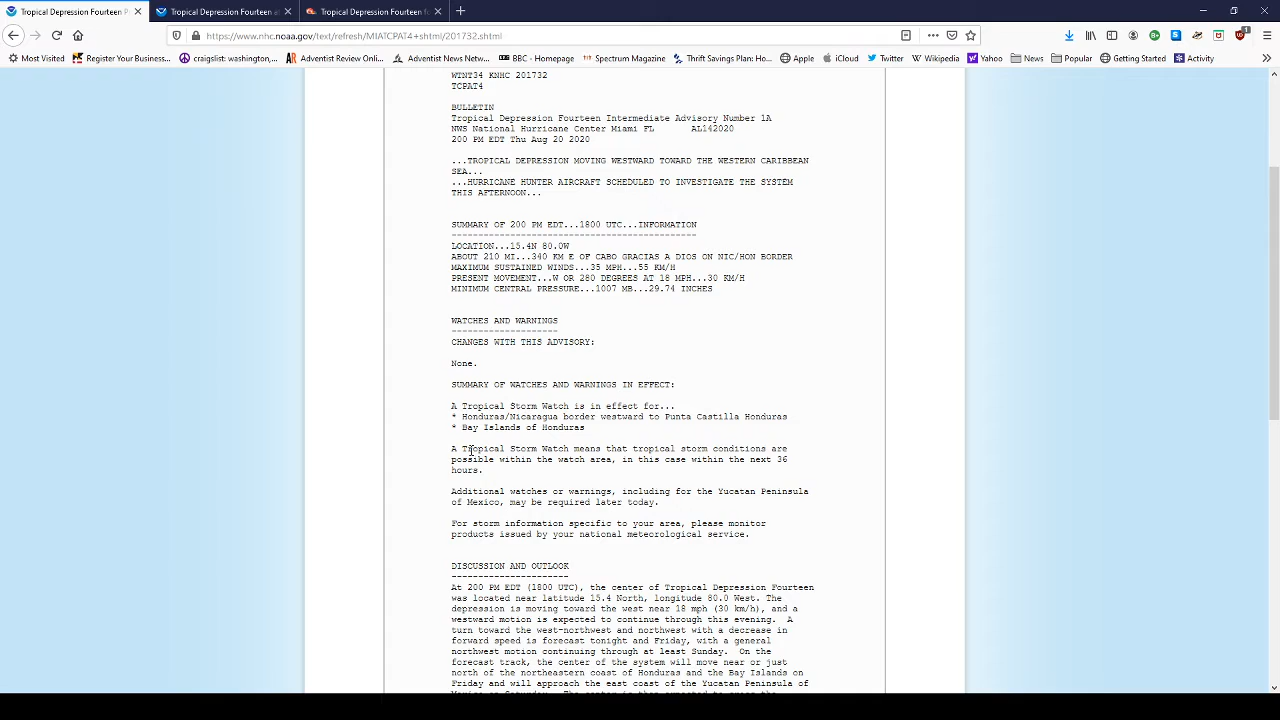 Tropical Depression Fourteen P
Tropical Depression Fourteen a
Tropical Depression Fourteen fo
https://www.nhc.noaa.gov/text/refresh/MIATCPAT4+shtml/201732.shtml
Most Visited
Register Your Business...
craigslist: washington...
Adventist Review Onli...
Adventist News Netw...
BBC - Homepage
Spectrum Magazine
Thrift Savings Plan: Ho...
Apple
iCloud
Twitter
Wikipedia
Yahoo
News
Popular
Getting Started
Activity
WTNT34 KNHC 201732
TCPAT4
BULLETIN
Tropical Depression Fourteen Intermediate Advisory Number 1A
NWS National Hurricane Center Miami FL AL142020
200 PM EDT Thu Aug 20 2020
...TROPICAL DEPRESSION MOVING WESTWARD TOWARD THE WESTERN CARIBBEAN
SEA...
...HURRICANE HUNTER AIRCRAFT SCHEDULED TO INVESTIGATE THE SYSTEM
THIS AFTERNOON...
SUMMARY OF 200 PM EDT...1800 UTC...INFORMATION
----------------------------------------------
LOCATION...15.4N 80.0W
ABOUT 210 MI...340 KM E OF CABO GRACIAS A DIOS ON NIC/HON BORDER
MAXIMUM SUSTAINED WINDS...35 MPH...55 KM/H
PRESENT MOVEMENT...W OR 280 DEGREES AT 18 MPH...30 KM/H
MINIMUM CENTRAL PRESSURE...1007 MB...29.74 INCHES
WATCHES AND WARNINGS
--------------------
CHANGES WITH THIS ADVISORY:
None.
SUMMARY OF WATCHES AND WARNINGS IN EFFECT:
A Tropical Storm Watch is in effect for...
* Honduras/Nicaragua border westward to Punta Castilla Honduras
* Bay Islands of Honduras
A Tropical Storm Watch means that tropical storm conditions are
possible within the watch area, in this case within the next 36
hours.
Additional watches or warnings, including for the Yucatan Peninsula
of Mexico, may be required later today.
For storm information specific to your area, please monitor
products issued by your national meteorological service.
DISCUSSION AND OUTLOOK
----------------------
At 200 PM EDT (1800 UTC), the center of Tropical Depression Fourteen
was located near latitude 15.4 North, longitude 80.0 West. The
depression is moving toward the west near 18 mph (30 km/h), and a
westward motion is expected to continue through this evening. A
turn toward the west-northwest and northwest with a decrease in
forward speed is forecast tonight and Friday, with a general
northwest motion continuing through at least Sunday. On the
forecast track, the center of the system will move near or just
north of the northeastern coast of Honduras and the Bay Islands on
Friday and will approach the east coast of the Yucatan Peninsula of